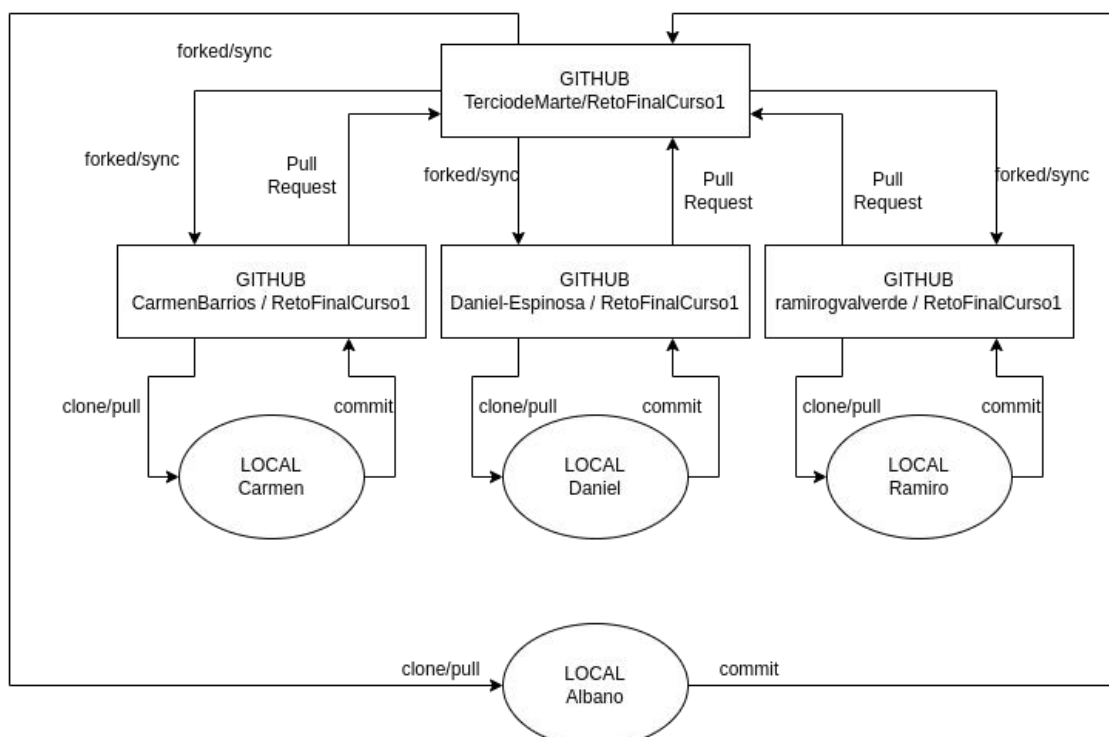 forked/sync
GITHUB
TerciodeMarte/RetoFinalCurso1
forked/sync
Pull
Request
forked/sync
Pull
Request
Pull
Request
forked/sync
GITHUB
CarmenBarrios / RetoFinalCurso1
GITHUB
Daniel-Espinosa / RetoFinalCurso1
GITHUB
ramirogvalverde / RetoFinalCurso1
clone/pull
commit
clone/pull
commit
clone/pull
commit
LOCAL
Carmen
LOCAL
Daniel
LOCAL
Ramiro
clone/pull
LOCAL
Albano
commit